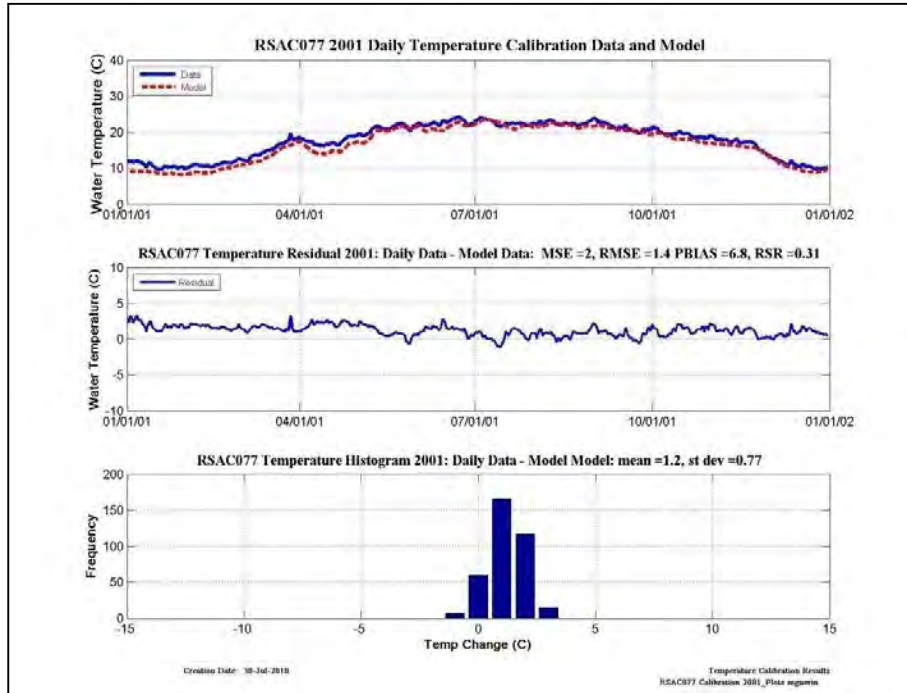 RSAC077 2001 Daily Temperature Calibration Data and Model
Water Temperature (C)
40
30
20
10
0
Data
Model
01/01/01 04/01/01 07/01/01 10/01/01 01/01/02
RSAC077 Temperature Residual 2001: Daily Data - Model Data: MSE =2, RMSE =1.4 PBIAS =6.8, RSR =0.31
Water Temperature (C)
10
5
0
-5
-10
Residual
01/01/01 04/01/01 07/01/01 10/01/01 01/01/02
RSAC077 Temperature Histogram 2001: Daily Data - Model Model: mean =1.2, st dev =0.77
Frequency
200
150
100
50
0
-15 -10 -5 0 5 10 15
Temp Change (C)
Creation Date: 30-Jul-2010
Temperature Calibration Results
RSAC077 Calibration 2001_Plots mguerin